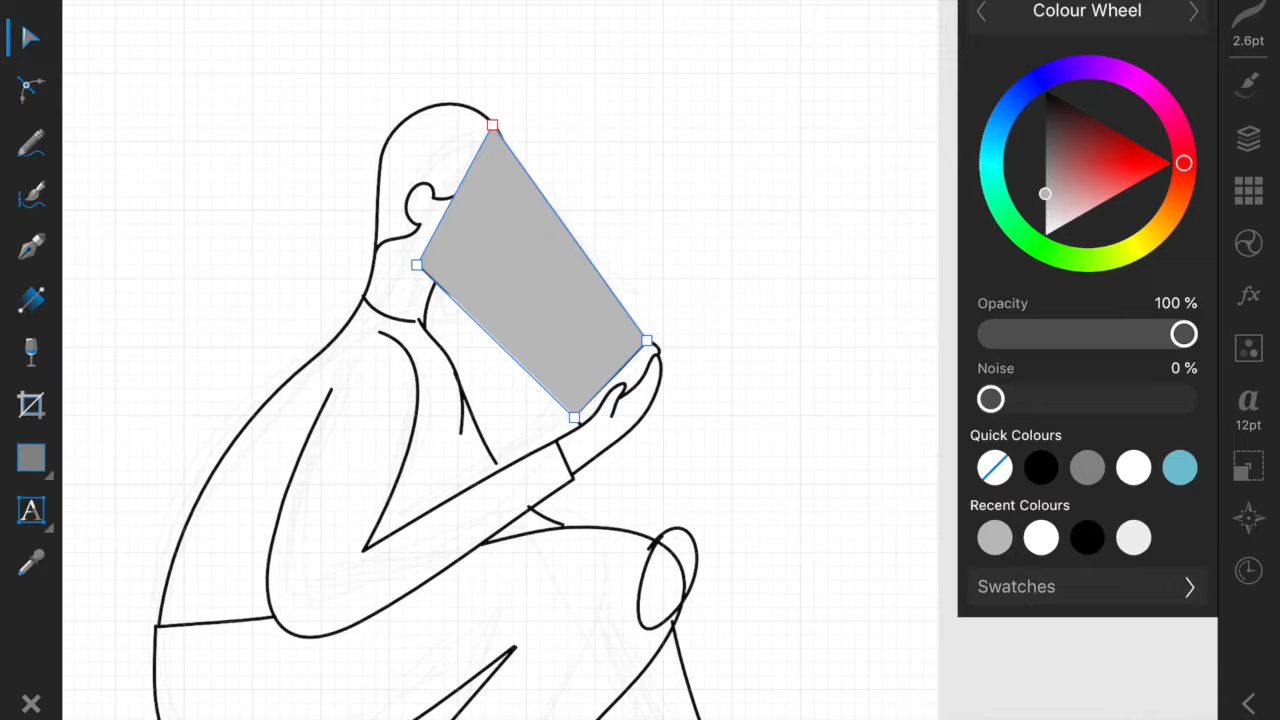 Colour Wheel
2.6pt
Opacity 100 %
Noise 0 %
fx
a
12pt
Quick Colours
Recent Colours
A
Swatches